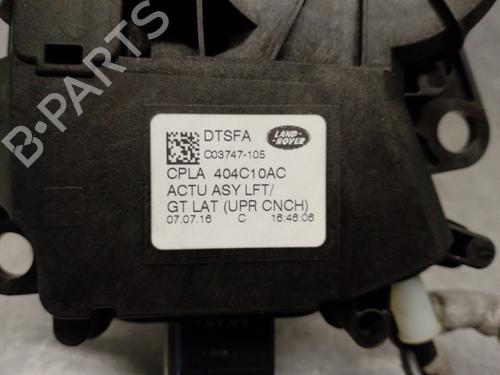 B-PARTS
DTSFA
LAND-
ROVER
C03747-105
CPLA 404C10AC
ACTU ASY LFT/
GT LAT (UPR CNCH)
07.07.16 C 16:46:06